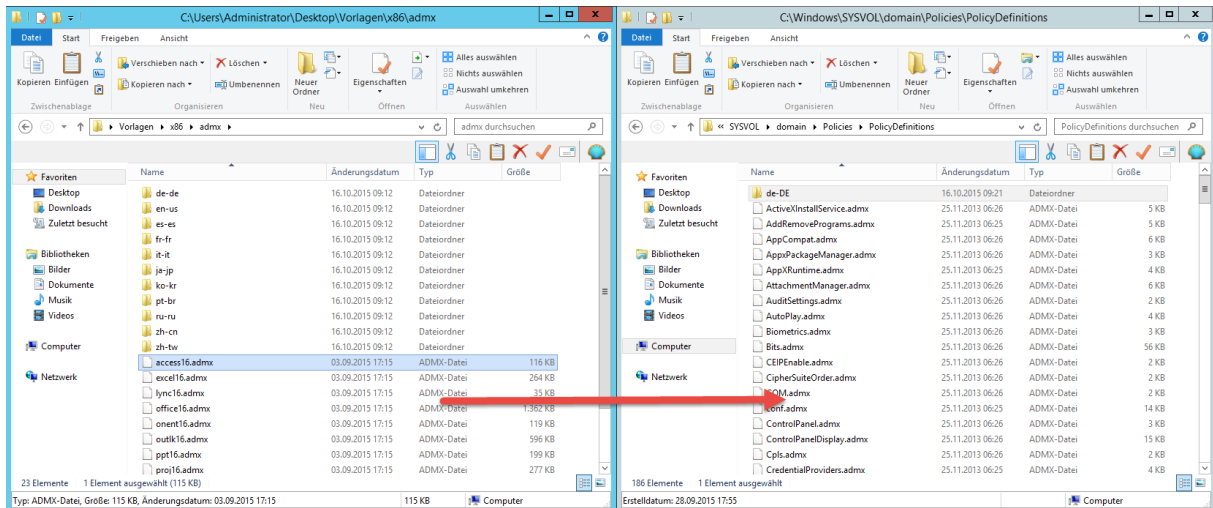 C:\Users\Administrator\Desktop\Vorlagen\x86\admx
Datei Start Freigeben Ansicht
Kopieren Einfügen
Verschieben nach
Kopieren nach
Löschen
Umbenennen
Neuer Ordner
Eigenschaften
Alles auswählen
Nichts auswählen
Auswahl umkehren
Zwischenablage Organisieren Neu Öffnen Auswählen
Vorlagen x86 admx
admx durchsuchen
Favoriten
Desktop
Downloads
Zuletzt besucht
Bibliotheken
Bilder
Dokumente
Musik
Videos
Computer
Netzwerk
Name Änderungsdatum Typ Größe
de-de 16.10.2015 09:12 Dateiordner
en-us 16.10.2015 09:12 Dateiordner
es-es 16.10.2015 09:12 Dateiordner
fr-fr 16.10.2015 09:12 Dateiordner
it-it 16.10.2015 09:12 Dateiordner
ja-jp 16.10.2015 09:12 Dateiordner
ko-kr 16.10.2015 09:12 Dateiordner
pt-br 16.10.2015 09:12 Dateiordner
ru-ru 16.10.2015 09:12 Dateiordner
zh-cn 16.10.2015 09:12 Dateiordner
zh-tw 16.10.2015 09:12 Dateiordner
access16.admx 03.09.2015 17:15 ADMX-Datei 116 KB
excel16.admx 03.09.2015 17:15 ADMX-Datei 264 KB
lync16.admx 03.09.2015 17:15 ADMX-Datei 35 KB
office16.admx 03.09.2015 17:15 ADMX-Datei 1.362 KB
onent16.admx 03.09.2015 17:15 ADMX-Datei 119 KB
outlk16.admx 03.09.2015 17:15 ADMX-Datei 596 KB
ppt16.admx 03.09.2015 17:15 ADMX-Datei 199 KB
proj16.admx 03.09.2015 17:15 ADMX-Datei 277 KB
23 Elemente 1 Element ausgewählt (115 KB)
Typ: ADMX-Datei, Größe: 115 KB, Änderungsdatum: 03.09.2015 17:15 115 KB Computer
C:\Windows\SYSVOL\domain\Policies\PolicyDefinitions
Datei Start Freigeben Ansicht
Kopieren Einfügen
Verschieben nach
Kopieren nach
Löschen
Umbenennen
Neuer Ordner
Eigenschaften
Alles auswählen
Nichts auswählen
Auswahl umkehren
Zwischenablage Organisieren Neu Öffnen Auswählen
« SYSVOL domain Policies PolicyDefinitions
PolicyDefinitions durchsuchen
Favoriten
Desktop
Downloads
Zuletzt besucht
Bibliotheken
Bilder
Dokumente
Musik
Videos
Computer
Netzwerk
Name Änderungsdatum Typ Größe
de-DE 16.10.2015 09:21 Dateiordner
ActiveXInstallService.admx 25.11.2013 06:26 ADMX-Datei 5 KB
AddRemovePrograms.admx 25.11.2013 06:25 ADMX-Datei 5 KB
AppCompat.admx 25.11.2013 06:26 ADMX-Datei 6 KB
AppxPackageManager.admx 25.11.2013 06:26 ADMX-Datei 3 KB
AppXRuntime.admx 25.11.2013 06:25 ADMX-Datei 4 KB
AttachmentManager.admx 25.11.2013 06:26 ADMX-Datei 6 KB
AuditSettings.admx 25.11.2013 06:26 ADMX-Datei 2 KB
AutoPlay.admx 25.11.2013 06:26 ADMX-Datei 4 KB
Biometrics.admx 25.11.2013 06:26 ADMX-Datei 3 KB
Bits.admx 25.11.2013 06:26 ADMX-Datei 56 KB
CEIPEnable.admx 25.11.2013 06:26 ADMX-Datei 2 KB
CipherSuiteOrder.admx 25.11.2013 06:26 ADMX-Datei 2 KB
COM.admx 25.11.2013 06:26 ADMX-Datei 2 KB
Conf.admx 25.11.2013 06:25 ADMX-Datei 14 KB
ControlPanel.admx 25.11.2013 06:26 ADMX-Datei 3 KB
ControlPanelDisplay.admx 25.11.2013 06:26 ADMX-Datei 15 KB
Cpls.admx 25.11.2013 06:26 ADMX-Datei 2 KB
CredentialProviders.admx 25.11.2013 06:26 ADMX-Datei 4 KB
186 Elemente 1 Element ausgewählt
Erstelldatum: 28.09.2015 17:55 Computer